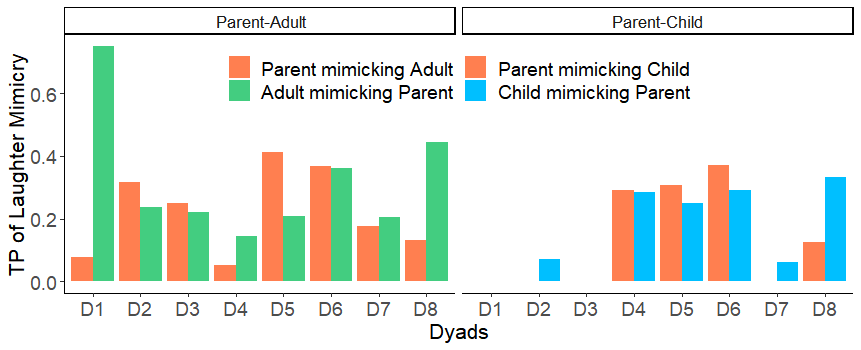 Parent-Adult
Parent-Child
Parent mimicking Adult
Adult mimicking Parent
Parent mimicking Child
Child mimicking Parent
TP of Laughter Mimicry
0.6
0.4
0.2
0.0
D1 D2 D3 D4 D5 D6 D7 D8
D1 D2 D3 D4 D5 D6 D7 D8
Dyads